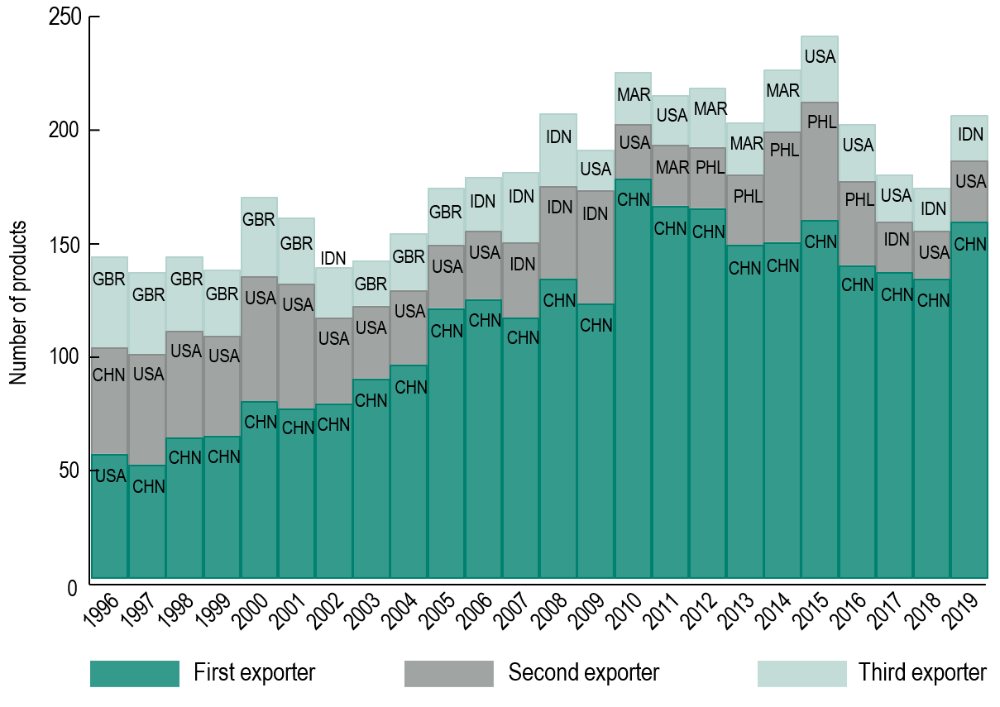 250
200
150
100
50
0
Number of products
GBR CHN USA
GBR USA CHN
GBR USA CHN
GBR USA CHN
GBR USA CHN
GBR USA CHN
IDN USA CHN
GBR USA CHN
GBR USA CHN
GBR USA CHN
IDN USA CHN
IDN IDN CHN
IDN IDN CHN
USA IDN CHN
MAR USA CHN
USA MAR CHN
MAR PHL CHN
MAR PHL CHN
MAR PHL CHN
USA PHL CHN
USA PHL CHN
USA IDN CHN
IDN USA CHN
IDN USA CHN
1996 1997 1998 1999 2000 2001 2002 2003 2004 2005 2006 2007 2008 2009 2010 2011 2012 2013 2014 2015 2016 2017 2018 2019
First exporter Second exporter Third exporter